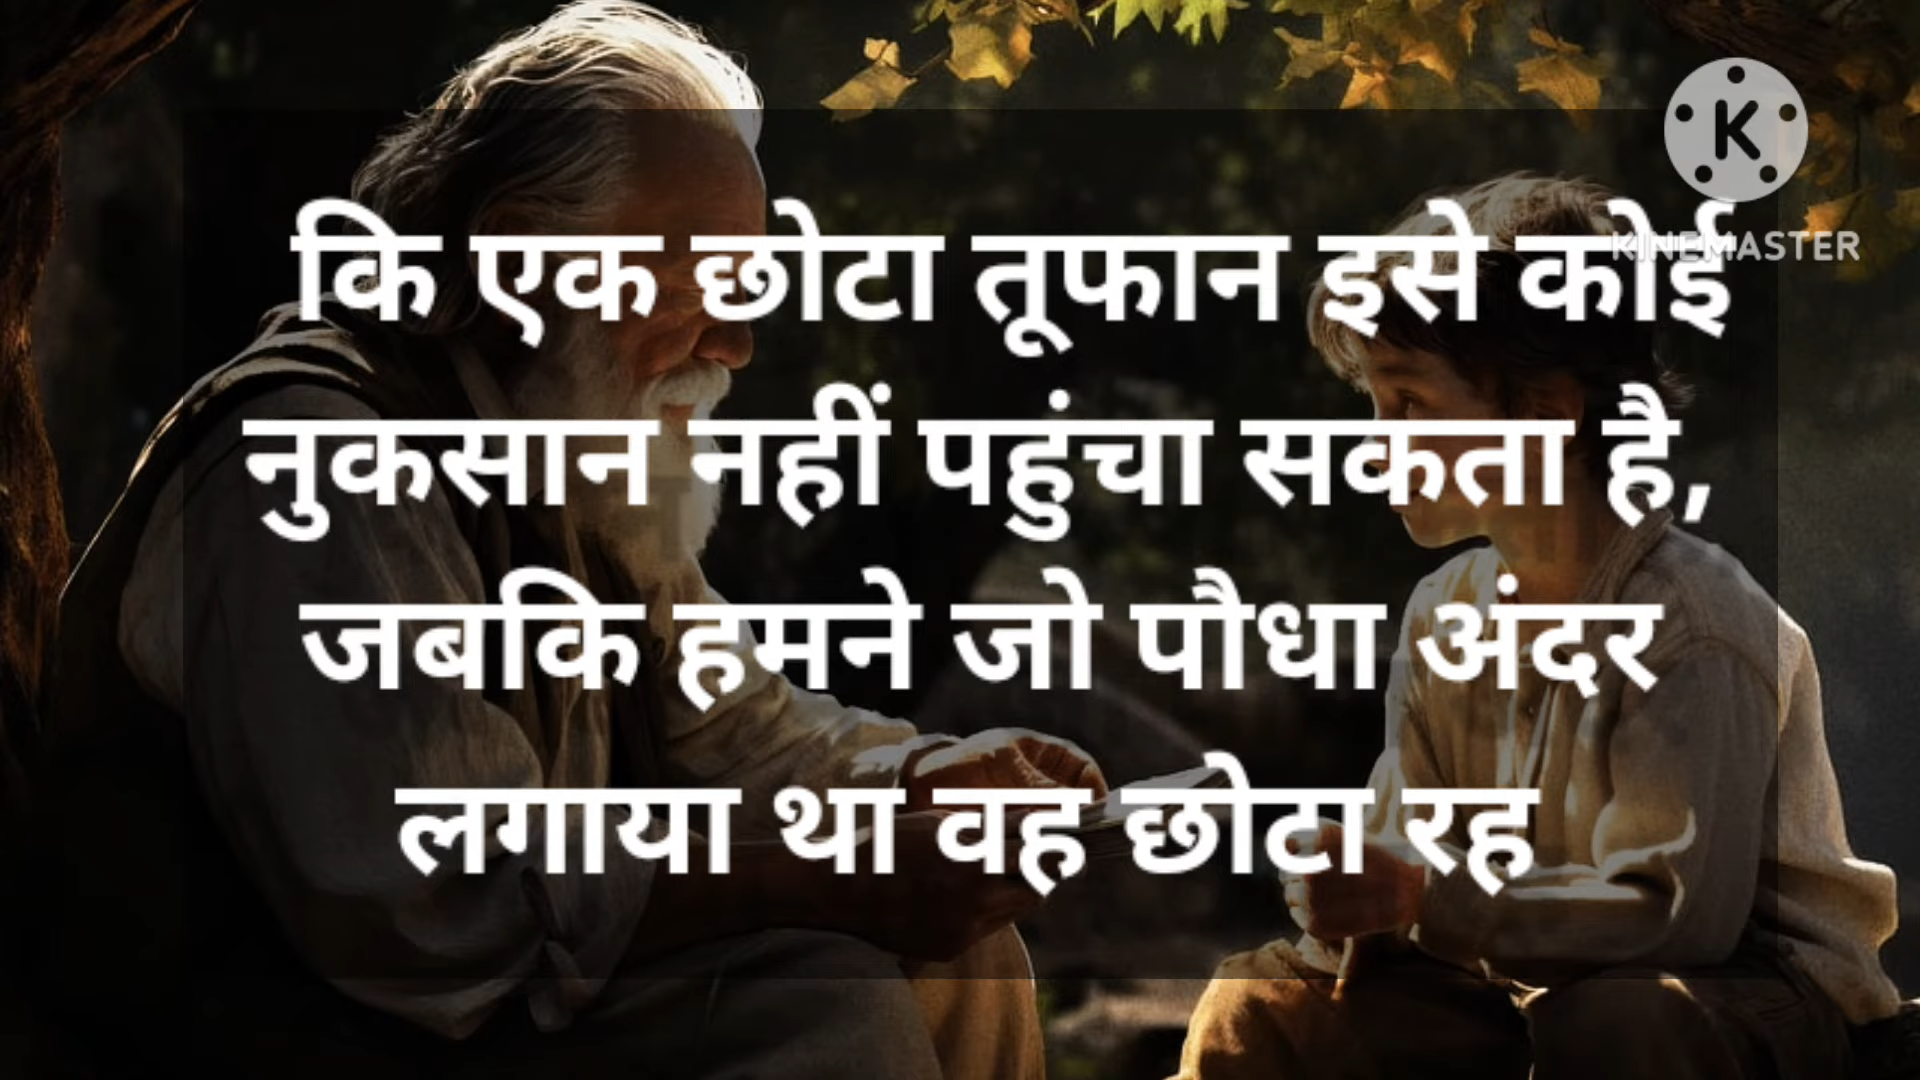 कि एक छोटा तूफान इसे कोई
नुकसान नहीं पहुंचा सकता है,
जबकि हमने जो पौधा अंदर
लगाया था वह छोटा रह
K
KINEMASTER